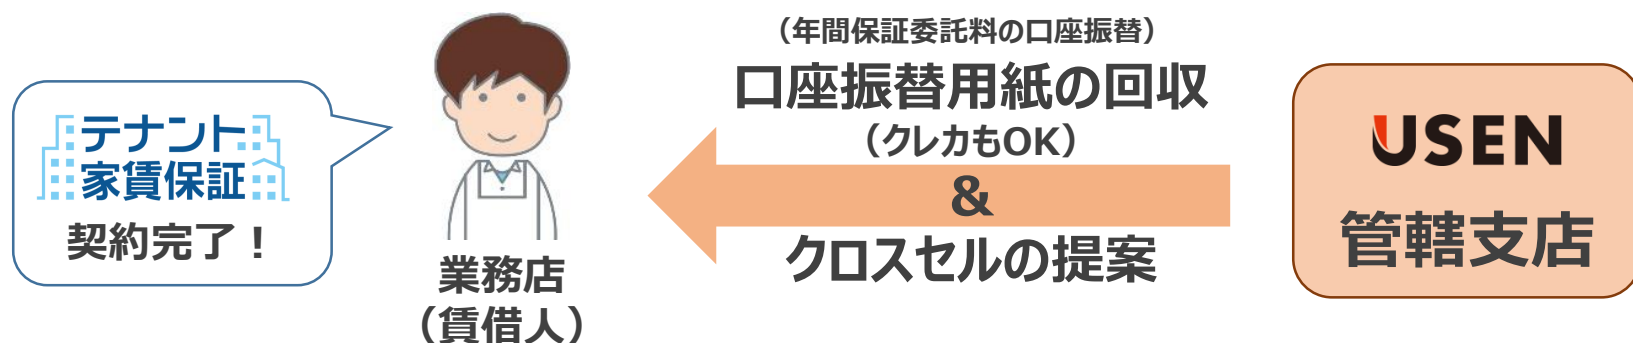 テナント
家賃保証
契約完了！
業務店
（賃借人）
（年間保証委託料の口座振替）
口座振替用紙の回収
（クレカもOK）
&
クロスセルの提案
USEN
管轄支店